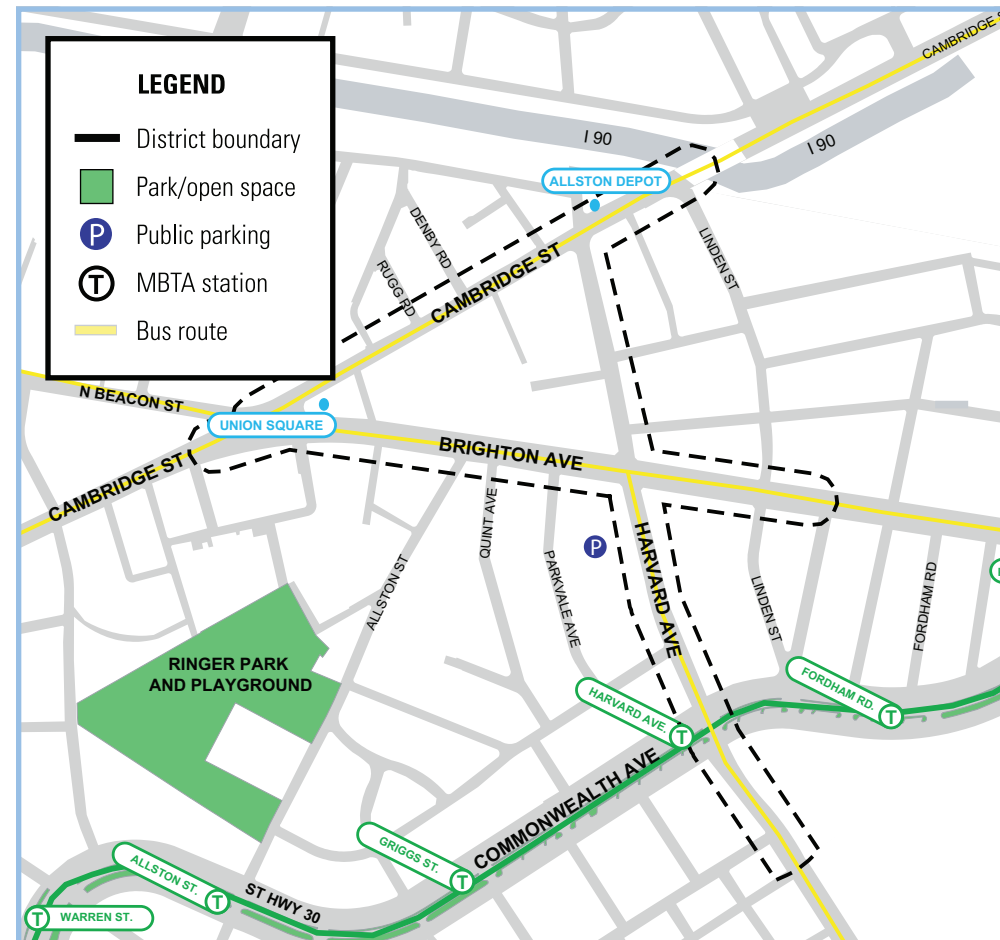 LEGEND
District boundary
Park/open space
P
Public parking
T
MBTA station
Bus route
CAMBRIDGE S
I 90
I 90
ALLSTON DEPOT
DENBY RD
RUGG RD
CAMBRIDGE ST
LINDEN ST
N BEACON ST
UNION SQUARE
BRIGHTON AVE
CAMBRIDGE ST
QUINT AVE
ALLSTON ST
PARKVALE AVE
P
HARVARD AVE
LINDEN ST
FORDHAM RD
RINGER PARK
AND PLAYGROUND
HARVARD AVE.
T
FORDHAM RD.
T
COMMONWEALTH AVE
GRIGGS ST.
T
ALLSTON ST.
T
ST HWY 30
T
WARREN ST.